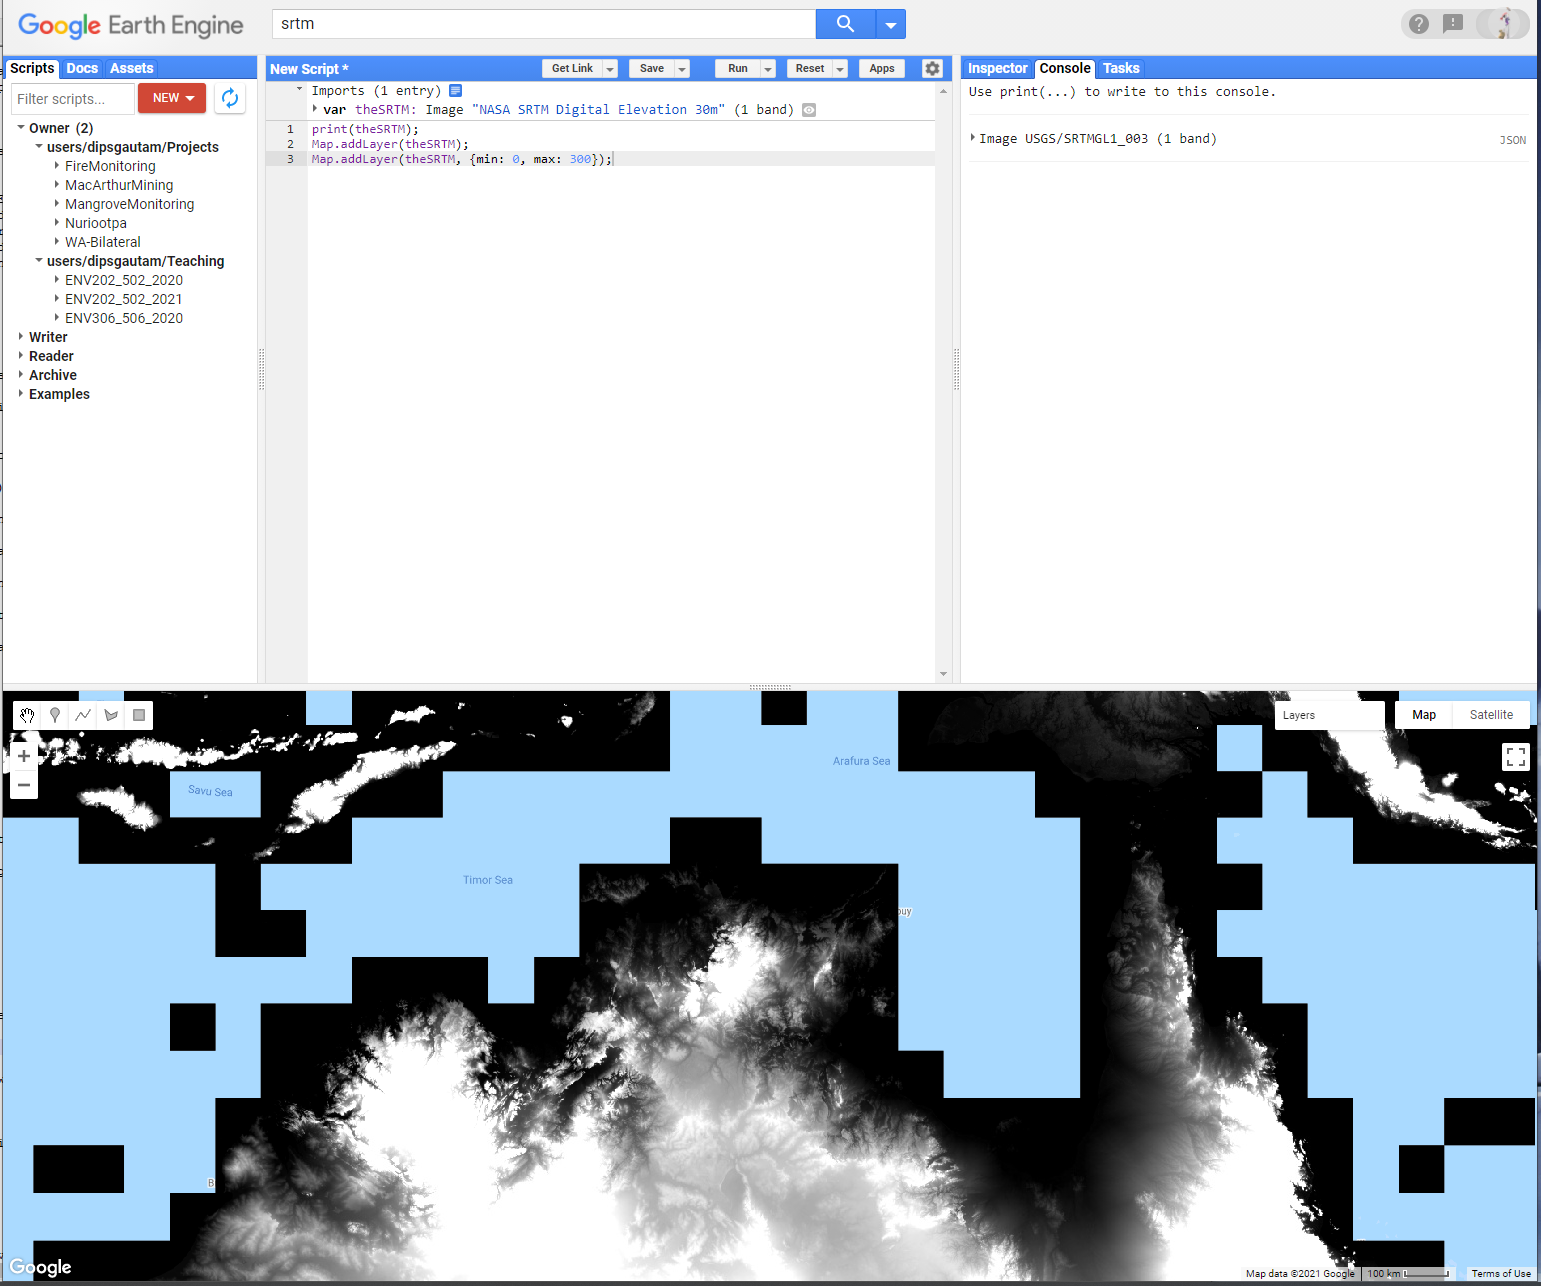 Google Earth Engine
srtm
Scripts Docs Assets
Filter scripts... NEW
Owner (2)
users/dipsgautam/Projects
FireMonitoring
MacArthurMining
MangroveMonitoring
Nuriootpa
WA-Bilateral
users/dipsgautam/Teaching
ENV202_502_2020
ENV202_502_2021
ENV306_506_2020
Writer
Reader
Archive
Examples
New Script * Get Link Save Run Reset Apps
Imports (1 entry)
var theSRTM: Image "NASA SRTM Digital Elevation 30m" (1 band)
1 print(theSRTM);
2 Map.addLayer(theSRTM);
3 Map.addLayer(theSRTM, {min: 0, max: 300});
Inspector Console Tasks
Use print(...) to write to this console.
Image USGS/SRTMGL1_003 (1 band) JSON
Layers Map Satellite
Arafura Sea
Savu Sea
Timor Sea
Google
Map data ©2021 Google 100 km Terms of Use